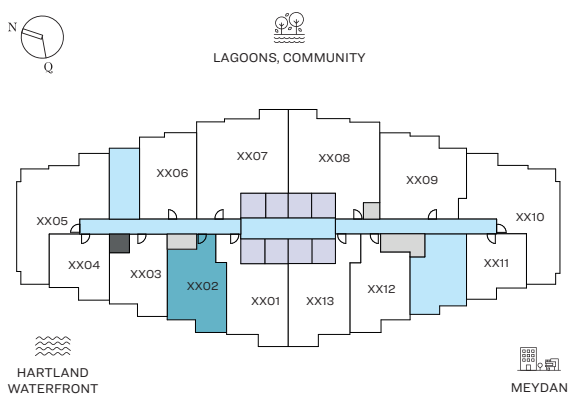 N
Q
LAGOONS, COMMUNITY
XX07
XX08
XX06
XX09
XX05
XX10
XX04
XX03
XX02
XX01
XX13
XX12
XX11
HARTLAND
WATERFRONT
MEYDAN